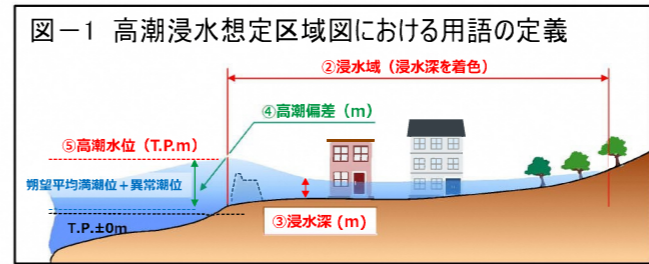 図－1 高潮浸水想定区域図における用語の定義
②浸水域（浸水深を着色）
④高潮偏差（m）
⑤高潮水位（T.P.m）
朔望平均満潮位＋異常潮位
③浸水深（m）
T.P.±0m